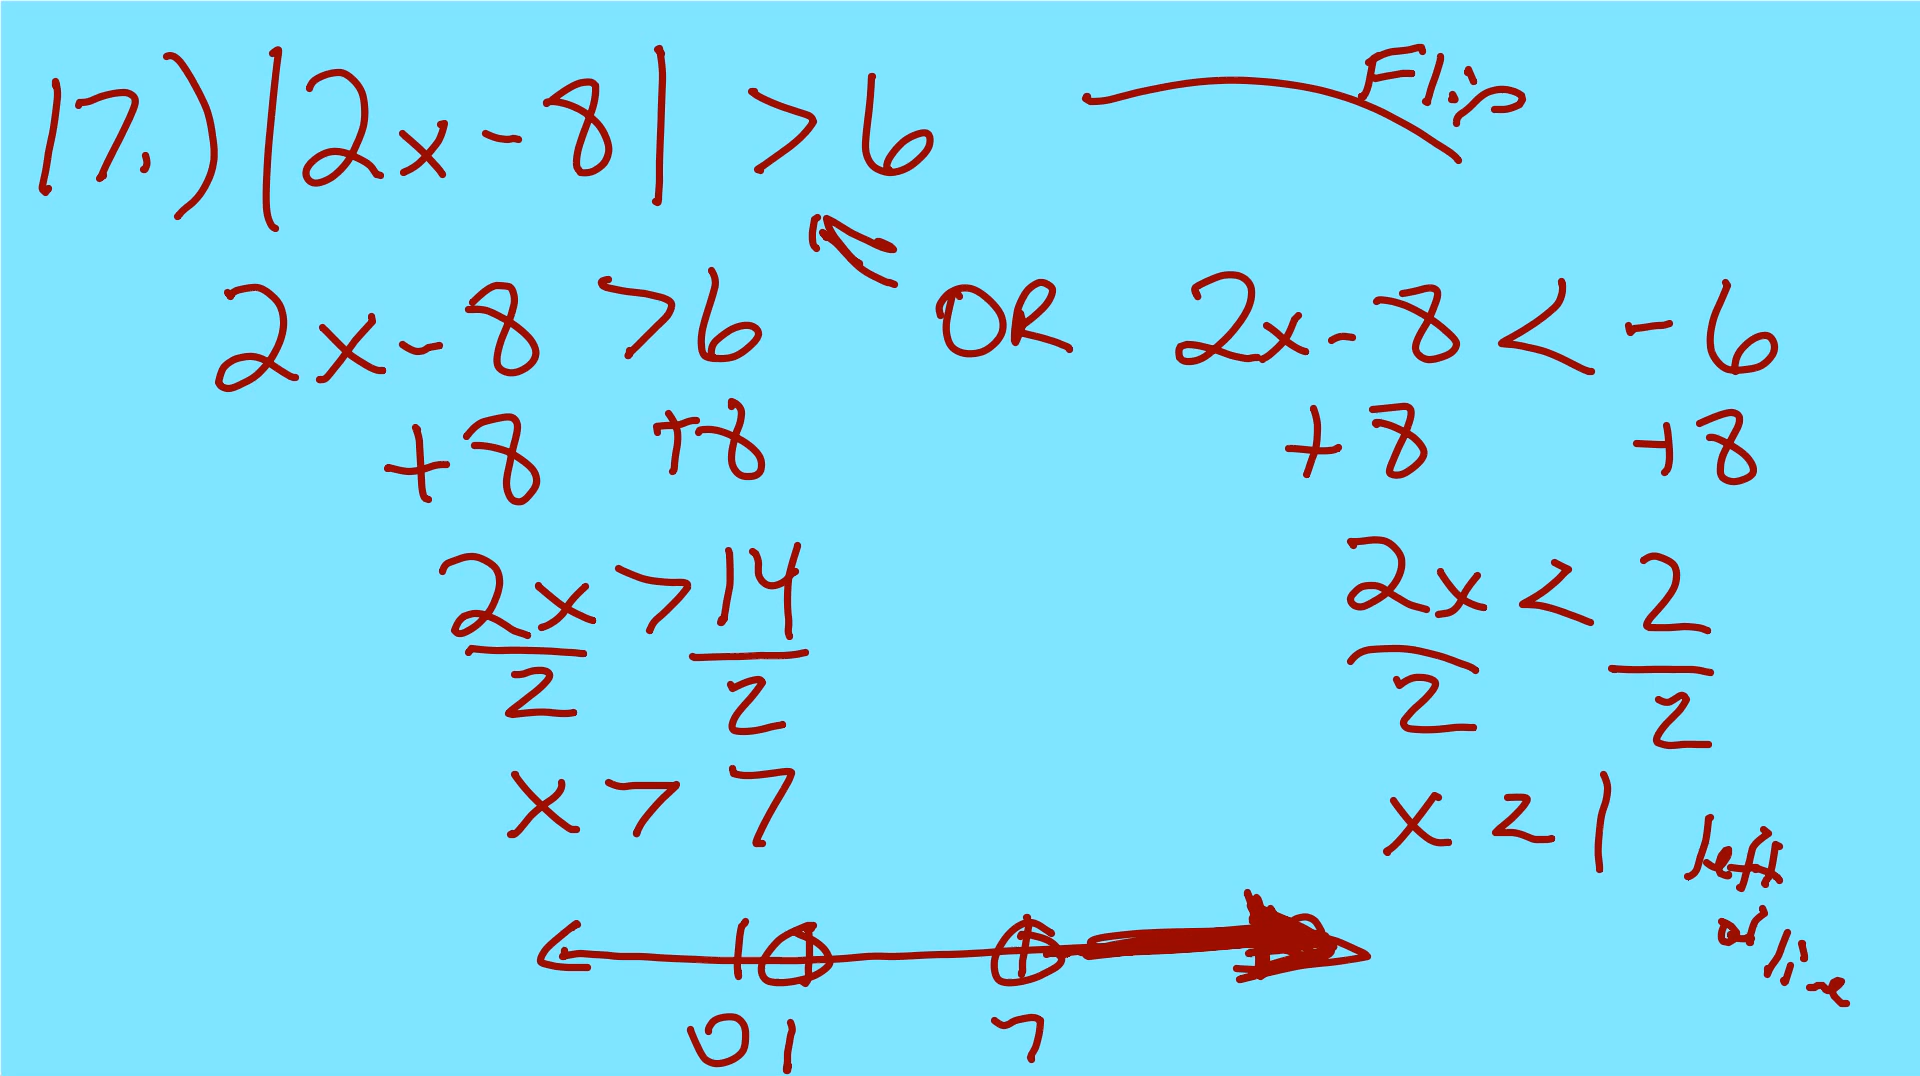 17.) |2x - 8| > 6
Flip
2x - 8 > 6 OR 2x - 8 < - 6
+8 +8 +8 +8
2x > 14 2x < 2
2 2 2 2
x > 7 x < 1
left
of line
0 1 7